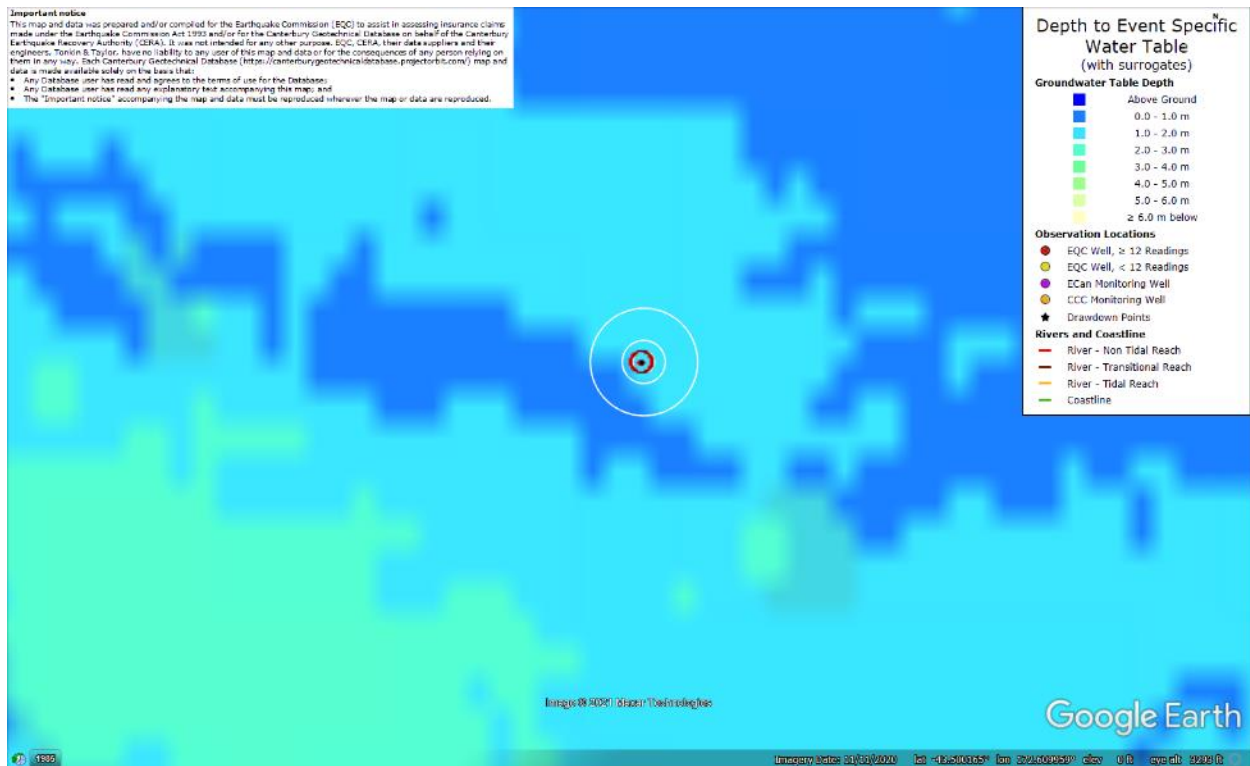 Important notice
This map and data was prepared and/or compiled for the Earthquake Commission (EQC) to assist in assessing insurance claims
made under the Earthquake Commission Act 1993 and/or for the Canterbury Geotechnical Database on behalf of the Canterbury
Earthquake Recovery Authority (CERA). It was not intended for any other purpose. EQC, CERA, their data suppliers and their
engineers, Tonkin & Taylor, have no liability to any user of this map and data or for the consequences of any person relying on
them in any way. Each Canterbury Geotechnical Database (https://canterburygeotechnicaldatabase.projectorbit.com/) map and
data is made available solely on the basis that:
• Any Database user has read and agrees to the terms of use for the Database;
• Any Database user has read any explanatory text accompanying this map; and
• The "Important notice" accompanying the map and data must be reproduced wherever the map or data are reproduced.
N
Depth to Event Specific
Water Table
(with surrogates)
Groundwater Table Depth
Above Ground
0.0 - 1.0 m
1.0 - 2.0 m
2.0 - 3.0 m
3.0 - 4.0 m
4.0 - 5.0 m
5.0 - 6.0 m
≥ 6.0 m below
Observation Locations
EQC Well, ≥ 12 Readings
EQC Well, < 12 Readings
ECan Monitoring Well
CCC Monitoring Well
Drawdown Points
Rivers and Coastline
River - Non Tidal Reach
River - Transitional Reach
River - Tidal Reach
Coastline
Image © 2021 Maxar Technologies
Google Earth
1985
Imagery Date: 11/11/2020 lat lon elev 0 ft eye alt 3293 ft